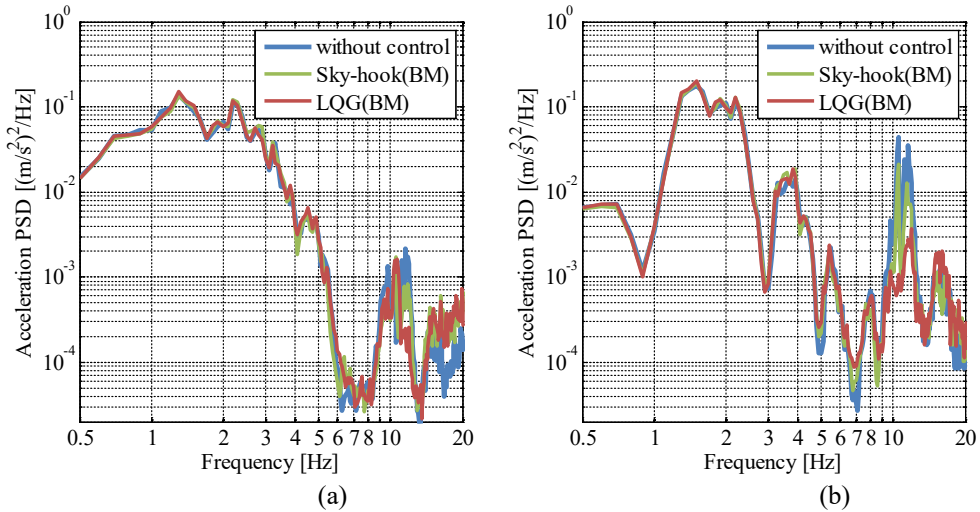 10^0
10^-1
10^-2
10^-3
10^-4
Acceleration PSD [(m/s)^2/Hz]
without control
Sky-hook(BM)
LQG(BM)
0.5 1 2 3 4 5 6 7 8 10 20
Frequency [Hz]
(a)
10^0
10^-1
10^-2
10^-3
10^-4
Acceleration PSD [(m/s)^2/Hz]
without control
Sky-hook(BM)
LQG(BM)
0.5 1 2 3 4 5 6 7 8 10 20
Frequency [Hz]
(b)